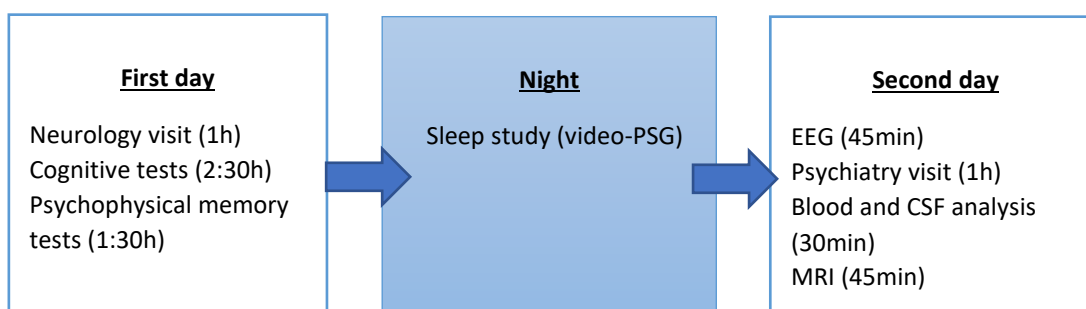 First day
Neurology visit (1h)
Cognitive tests (2:30h)
Psychophysical memory
tests (1:30h)
Night
Sleep study (video-PSG)
Second day
EEG (45min)
Psychiatry visit (1h)
Blood and CSF analysis
(30min)
MRI (45min)